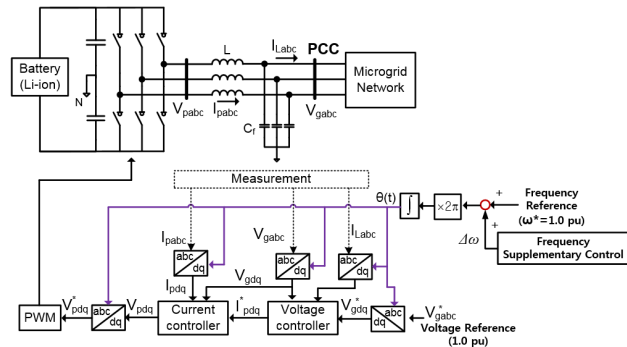 I_Labc
PCC
L
Battery
(Li-ion)
Microgrid
Network
N
V_pabc
I_pabc
V_gabc
C_f
Measurement
θ(t)
∫
×2π
+
Frequency
Reference
(ω*=1.0 pu)
+
Δω
Frequency
Supplementary Control
I_pabc
V_gabc
I_Labc
abc
dq
abc
dq
abc
dq
I_pdq
V_gdq
V*_pdq
V_pdq
I*_pdq
V*_gdq
PWM
abc
dq
Current
controller
Voltage
controller
abc
dq
V*_gabc
Voltage Reference
(1.0 pu)